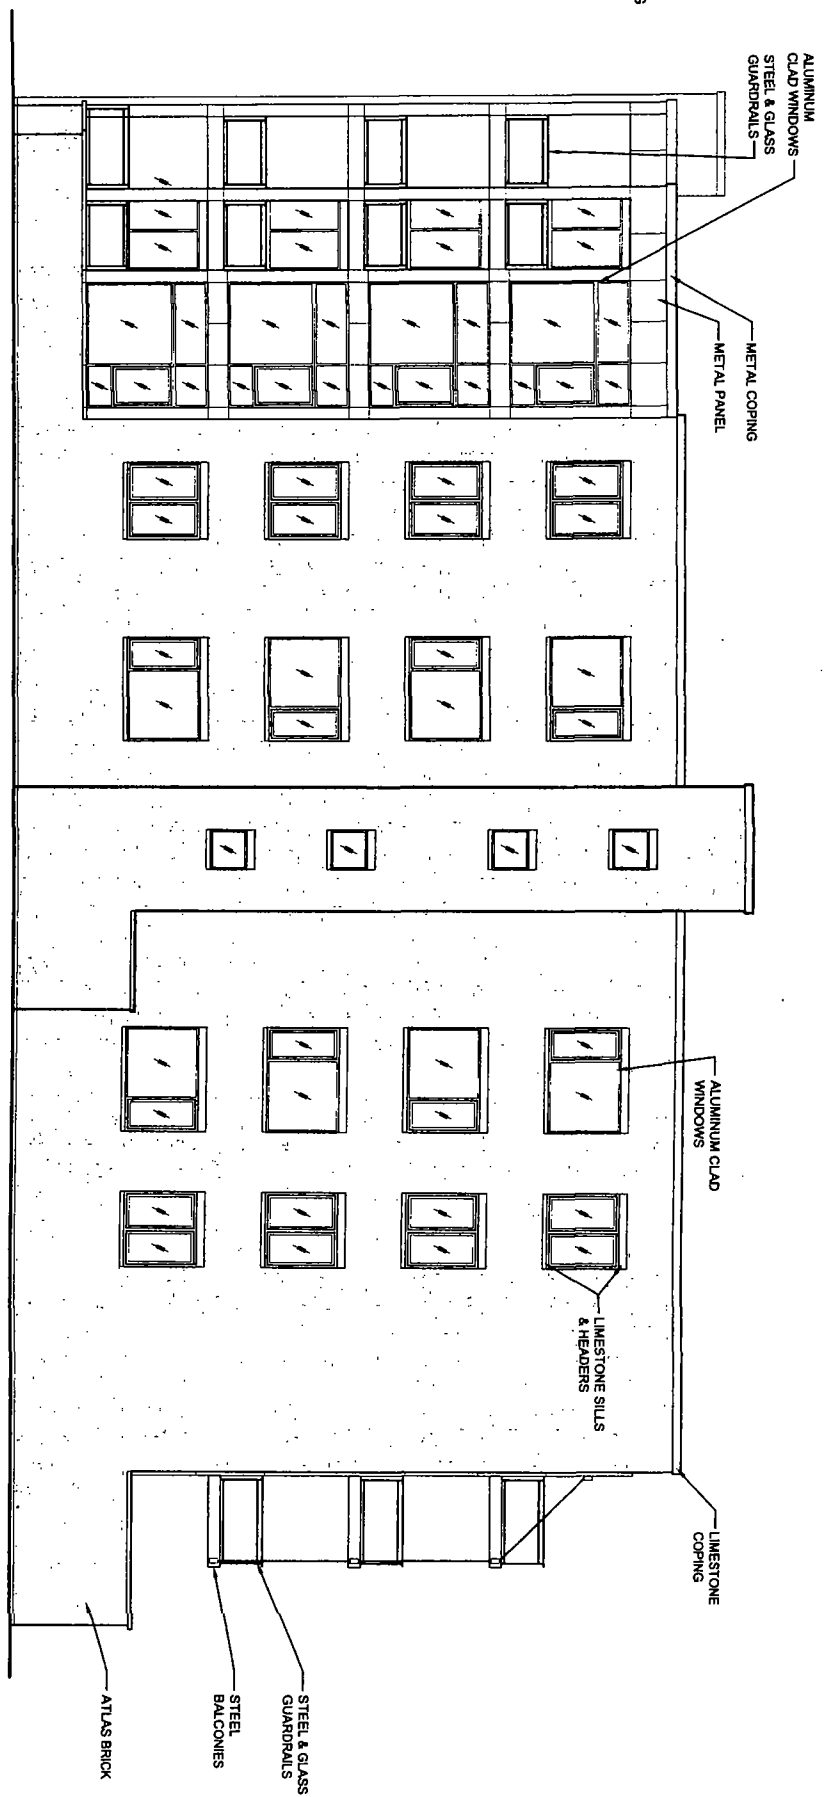 ALUMINUM
CLAD WINDOWS
STEEL & GLASS
GUARDRAILS
METAL COPING
METAL PANEL
ALUMINUM CLAD
WINDOWS
LIMESTONE SILLS
& HEADERS
LIMESTONE
COPING
STEEL & GLASS
GUARDRAILS
STEEL
BALCONIES
ATLAS BRICK